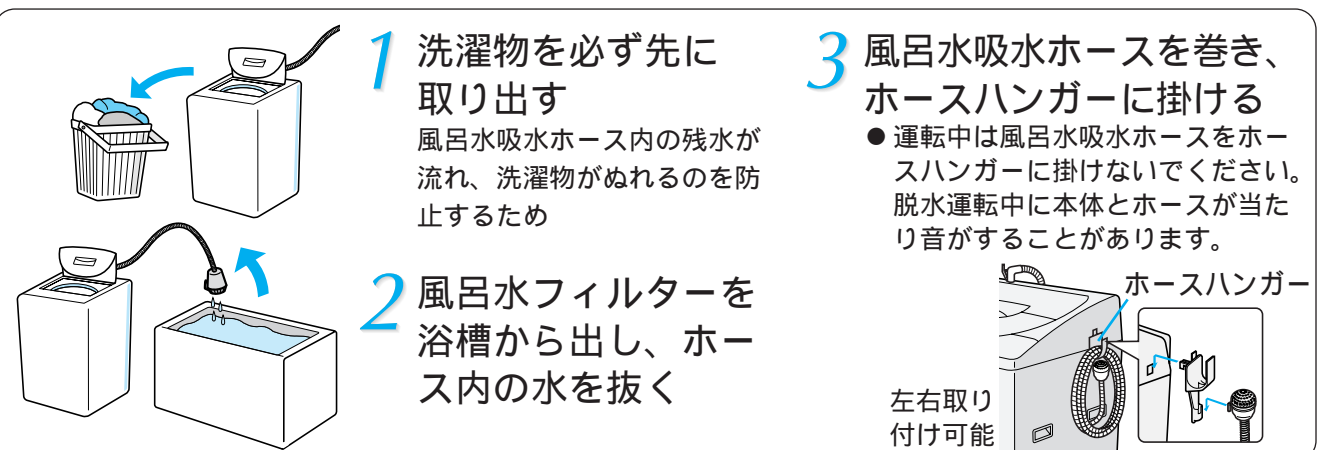 1 洗濯物を必ず先に
取り出す
風呂水吸水ホース内の残水が
流れ、洗濯物がぬれるのを防
止するため
2 風呂水フィルターを
浴槽から出し、ホー
ス内の水を抜く
3 風呂水吸水ホースを巻き、
ホースハンガーに掛ける
● 運転中は風呂水吸水ホースをホー
スハンガーに掛けないでください。
脱水運転中に本体とホースが当た
り音がすることがあります。
ホースハンガー
左右取り
付け可能